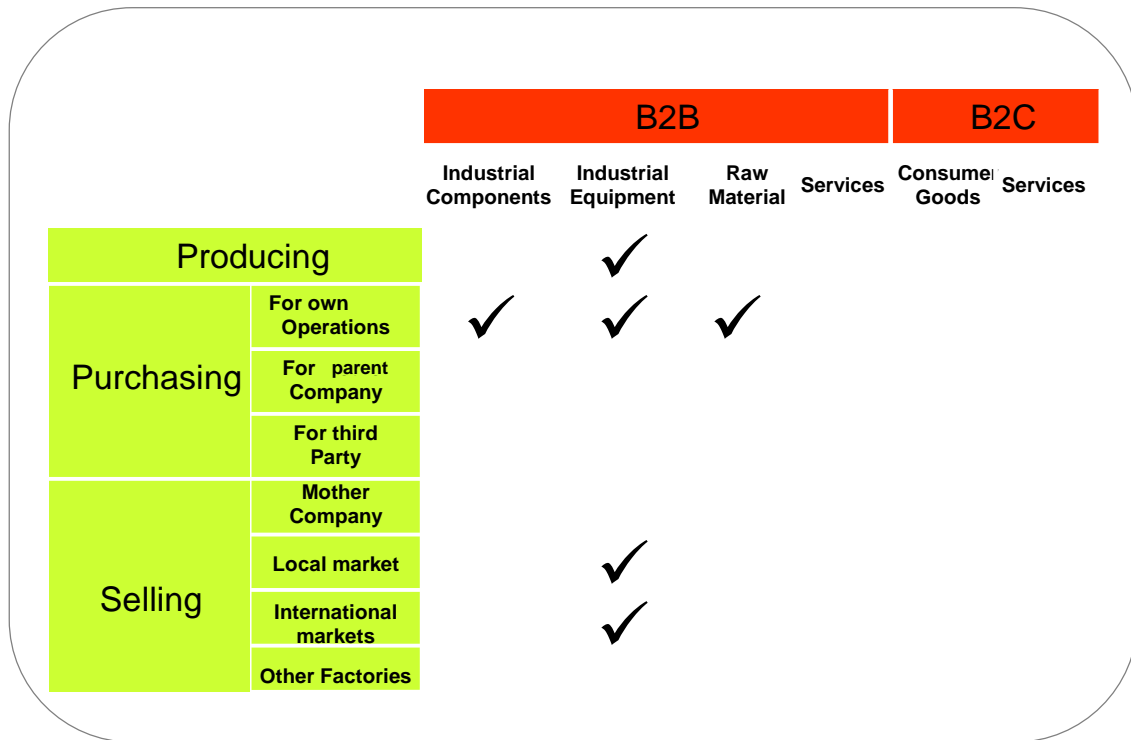 B2B B2C
Industrial Components Industrial Equipment Raw Material Services Consumer Goods Services
Producing ✓
Purchasing
For own
Operations ✓ ✓ ✓
For parent
Company
For third
Party
Selling
Mother
Company
Local market ✓
International
markets ✓
Other Factories